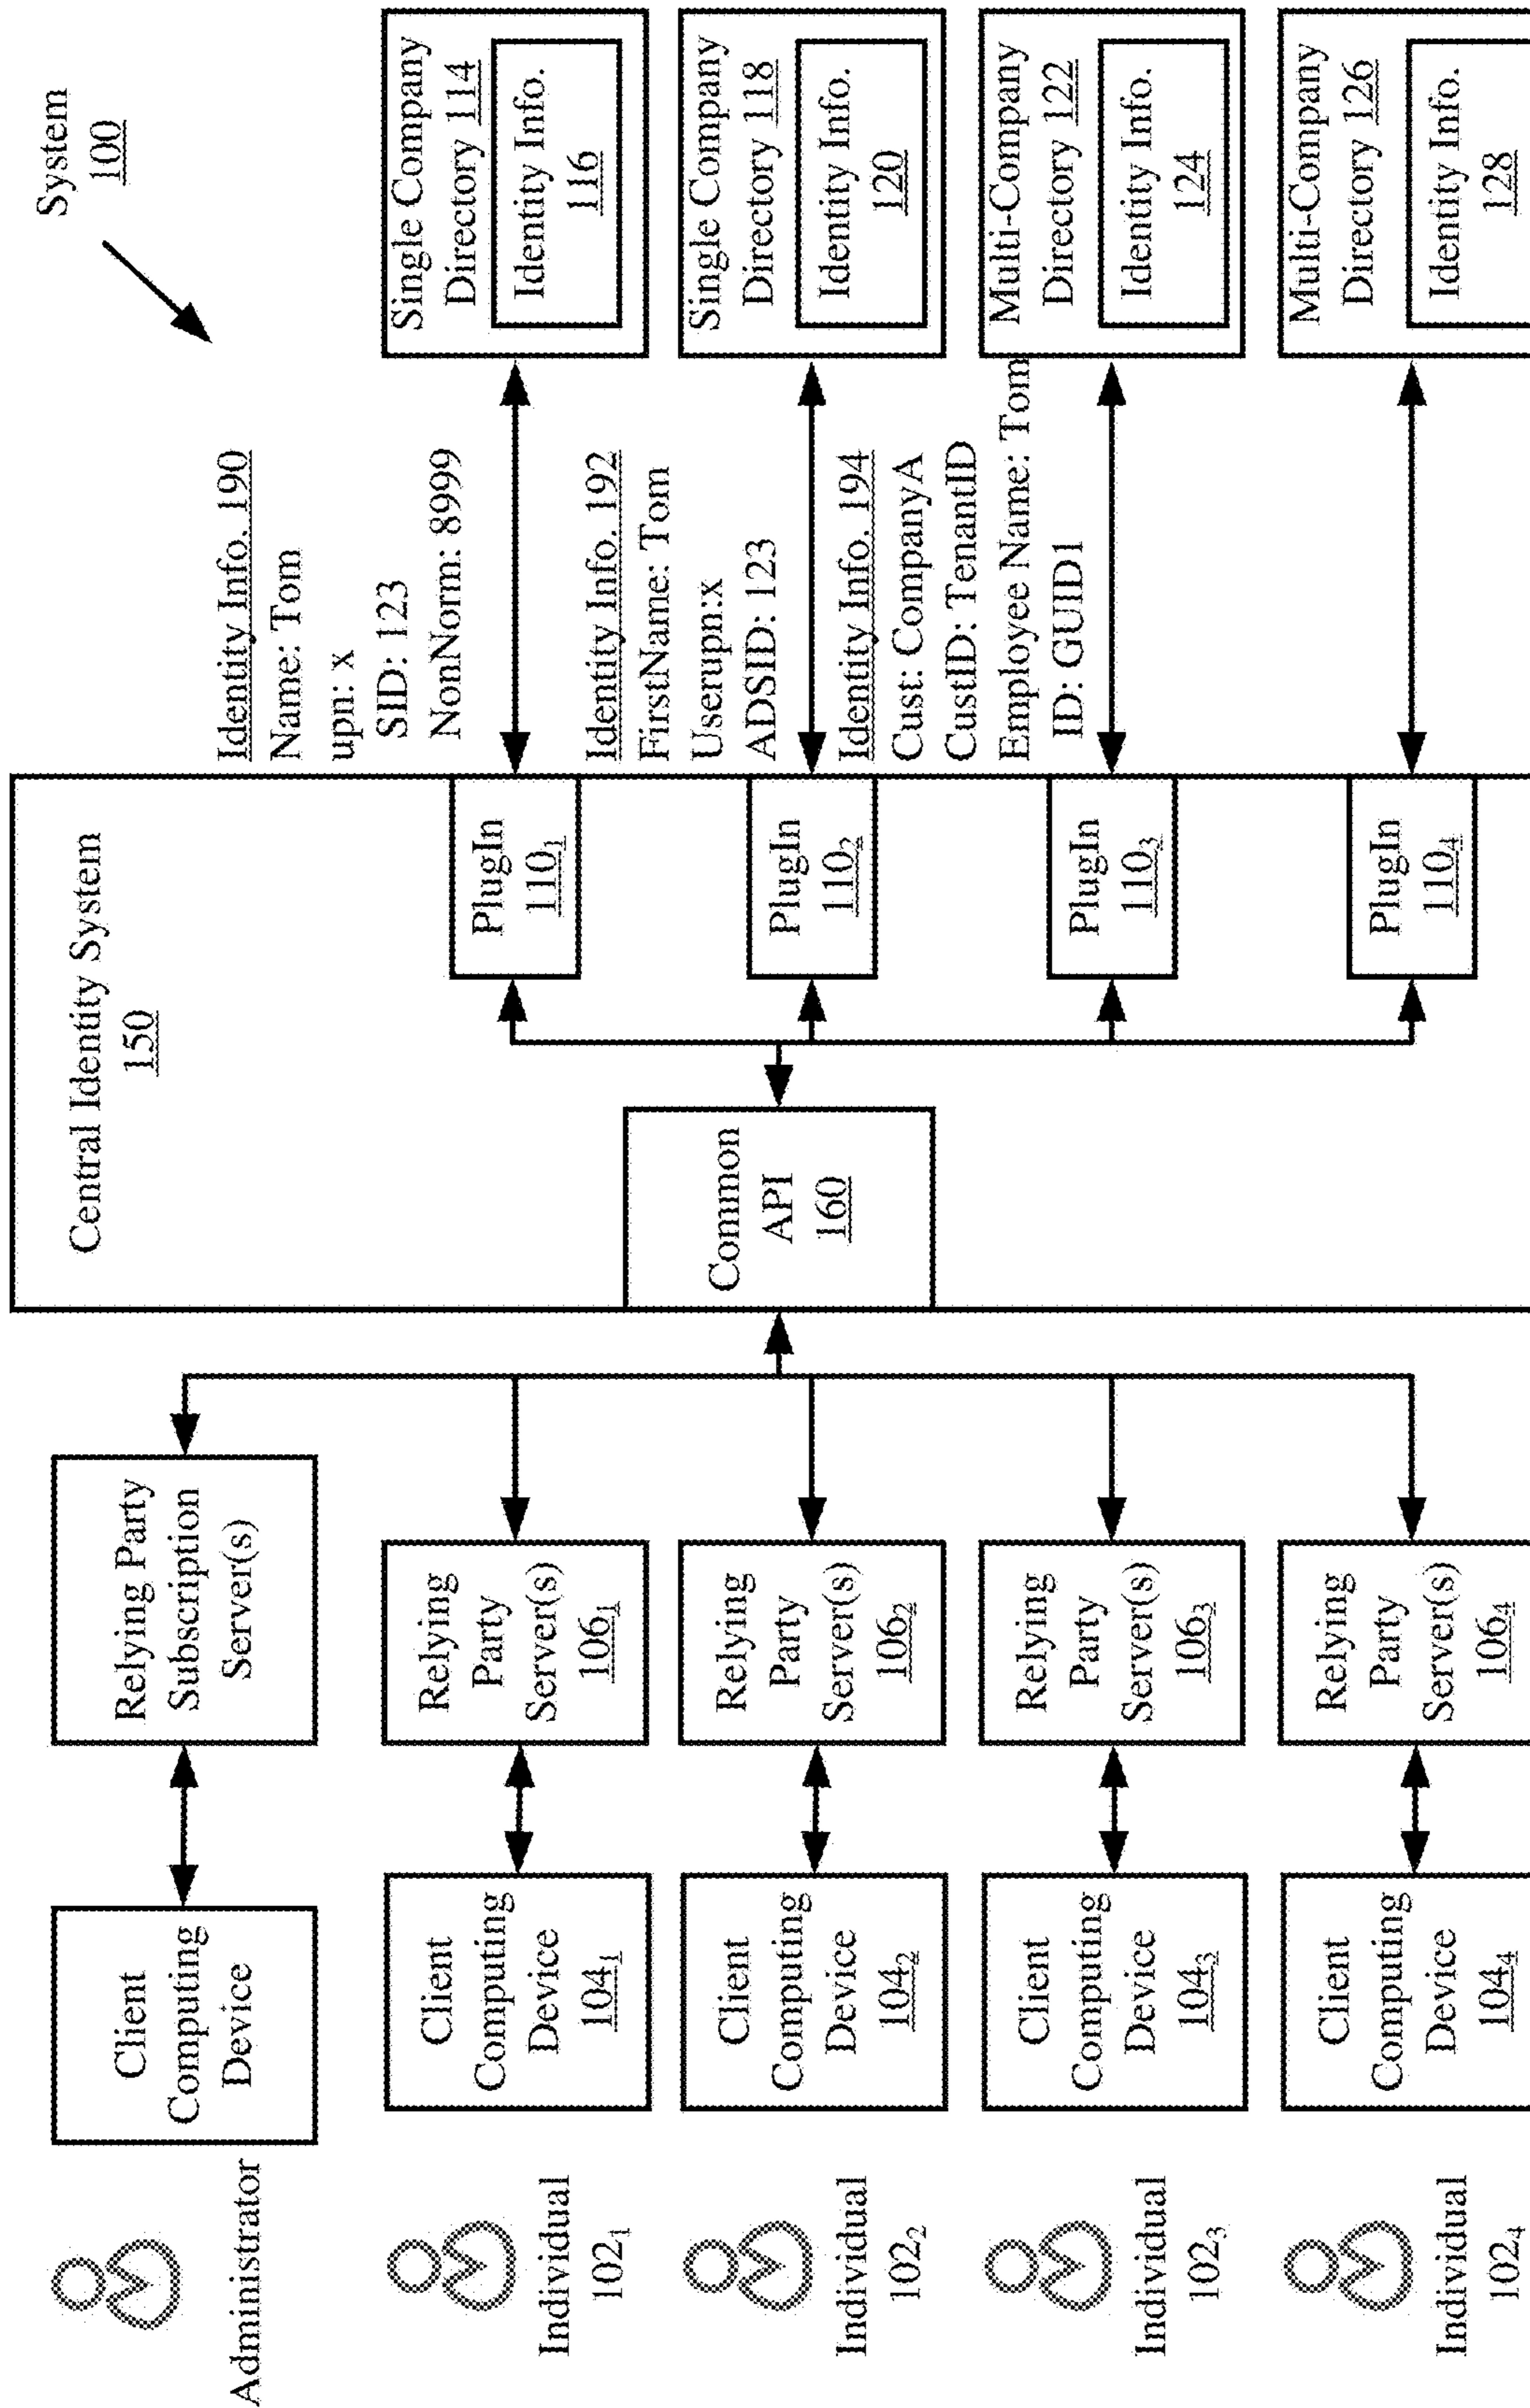 System
100
Central Identity System
150
Administrator
Client
Computing
Device
Relying Party
Subscription
Server(s)
Common
API
160
Identity Info. 190
Name: Tom
upn: x
SID: 123
NonNorm: 8999
Individual
102₁
Client
Computing
Device
104₁
Relying
Party
Server(s)
106₁
PlugIn
110₁
Single Company
Directory 114
Identity Info.
116
Identity Info. 192
FirstName: Tom
Userupn:x
ADSID: 123
Individual
102₂
Client
Computing
Device
104₂
Relying
Party
Server(s)
106₂
PlugIn
110₂
Single Company
Directory 118
Identity Info.
120
Identity Info. 194
Cust: CompanyA
CustID: TenantID
Employee Name: Tom
ID: GUID1
Individual
102₃
Client
Computing
Device
104₃
Relying
Party
Server(s)
106₃
PlugIn
110₃
Multi-Company
Directory 122
Identity Info.
124
Individual
102₄
Client
Computing
Device
104₄
Relying
Party
Server(s)
106₄
PlugIn
110₄
Multi-Company
Directory 126
Identity Info.
128